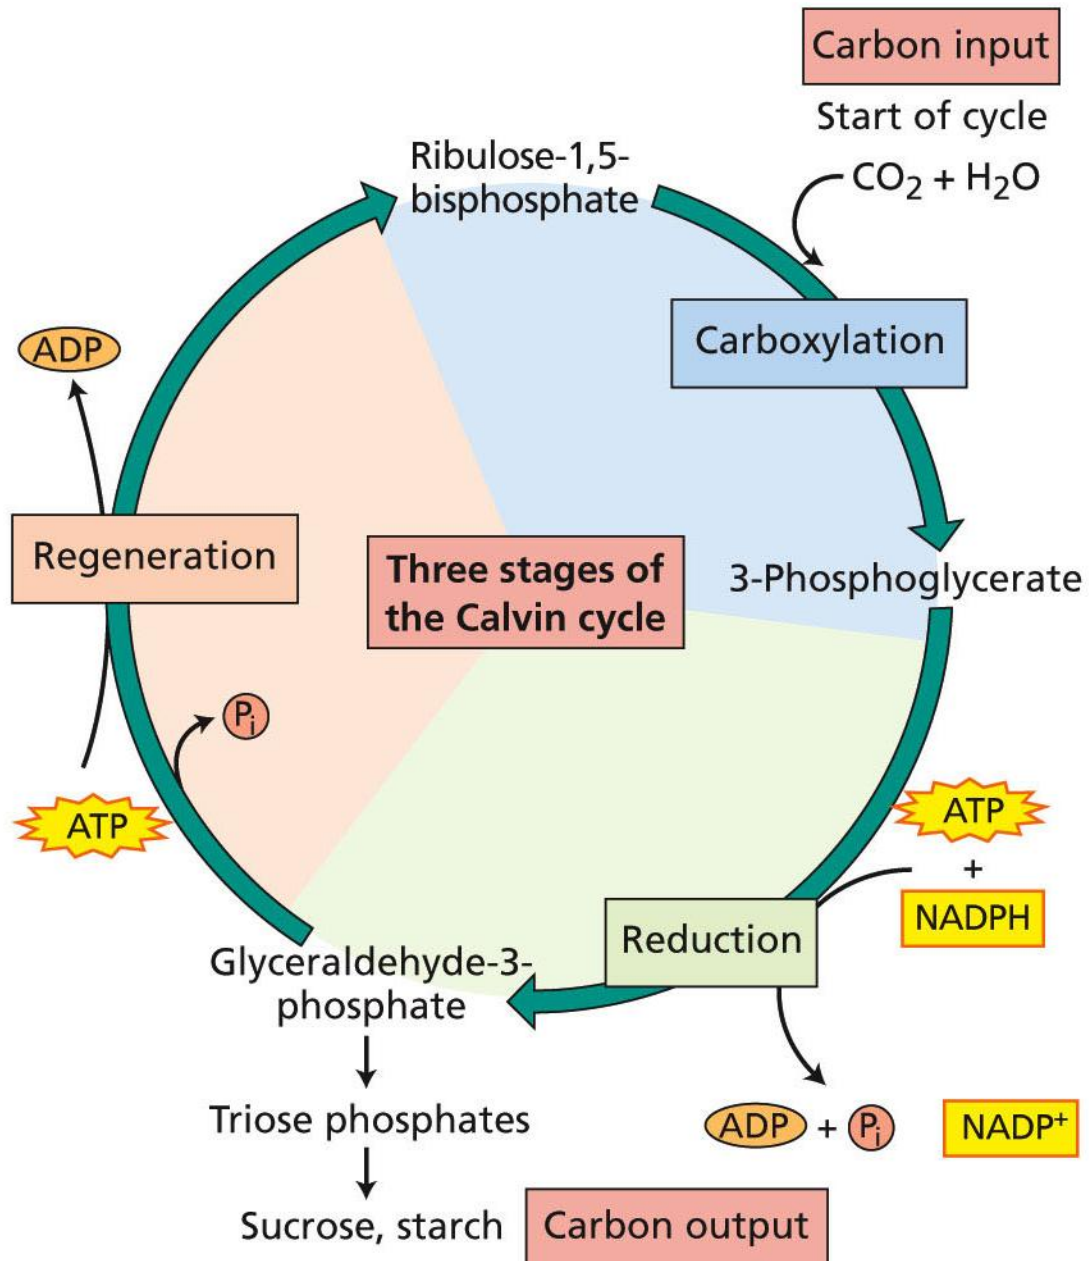 Carbon input
Start of cycle
CO₂ + H₂O
Ribulose-1,5-
bisphosphate
Carboxylation
ADP
Regeneration
Three stages of
the Calvin cycle
3-Phosphoglycerate
Pi
ATP
ATP
+
NADPH
Reduction
Glyceraldehyde-3-
phosphate
Triose phosphates
ADP + Pi
NADP⁺
Sucrose, starch
Carbon output